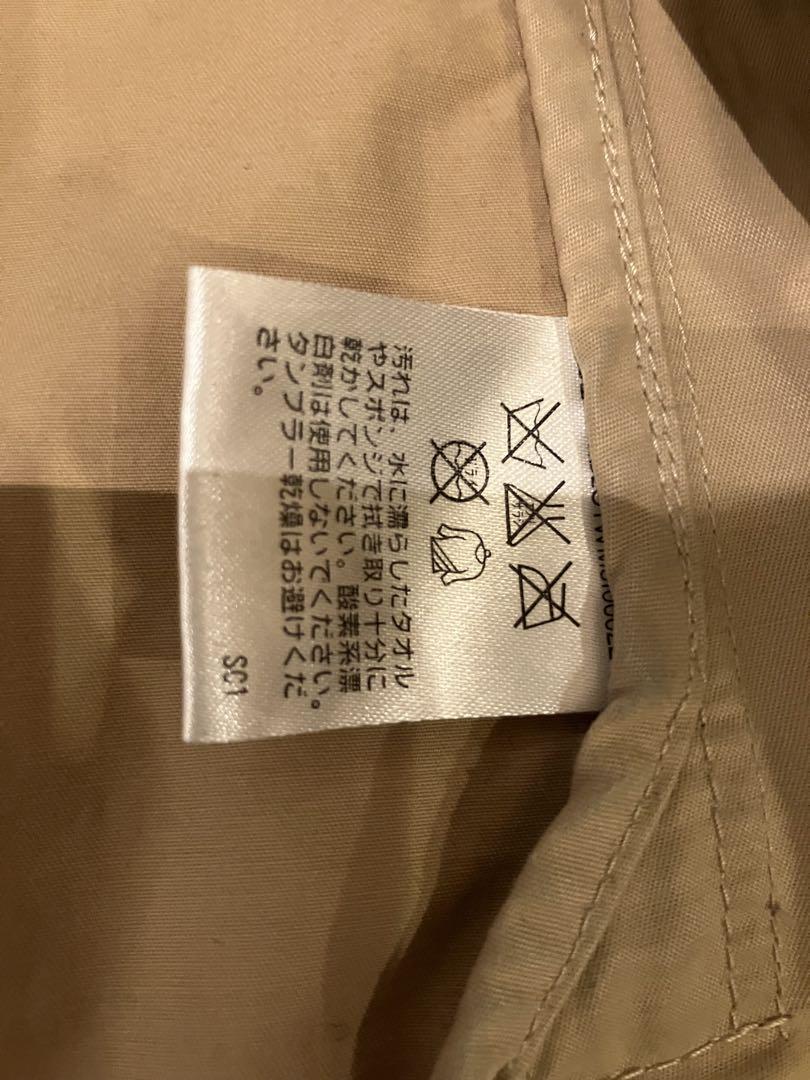 汚れは、水に濡らしたタオル
やスポンジで拭き取り十分に
乾かしてください。酸素系漂
白剤は使用しないでください。
タンブラー乾燥はお避けくだ
さい。
SC1